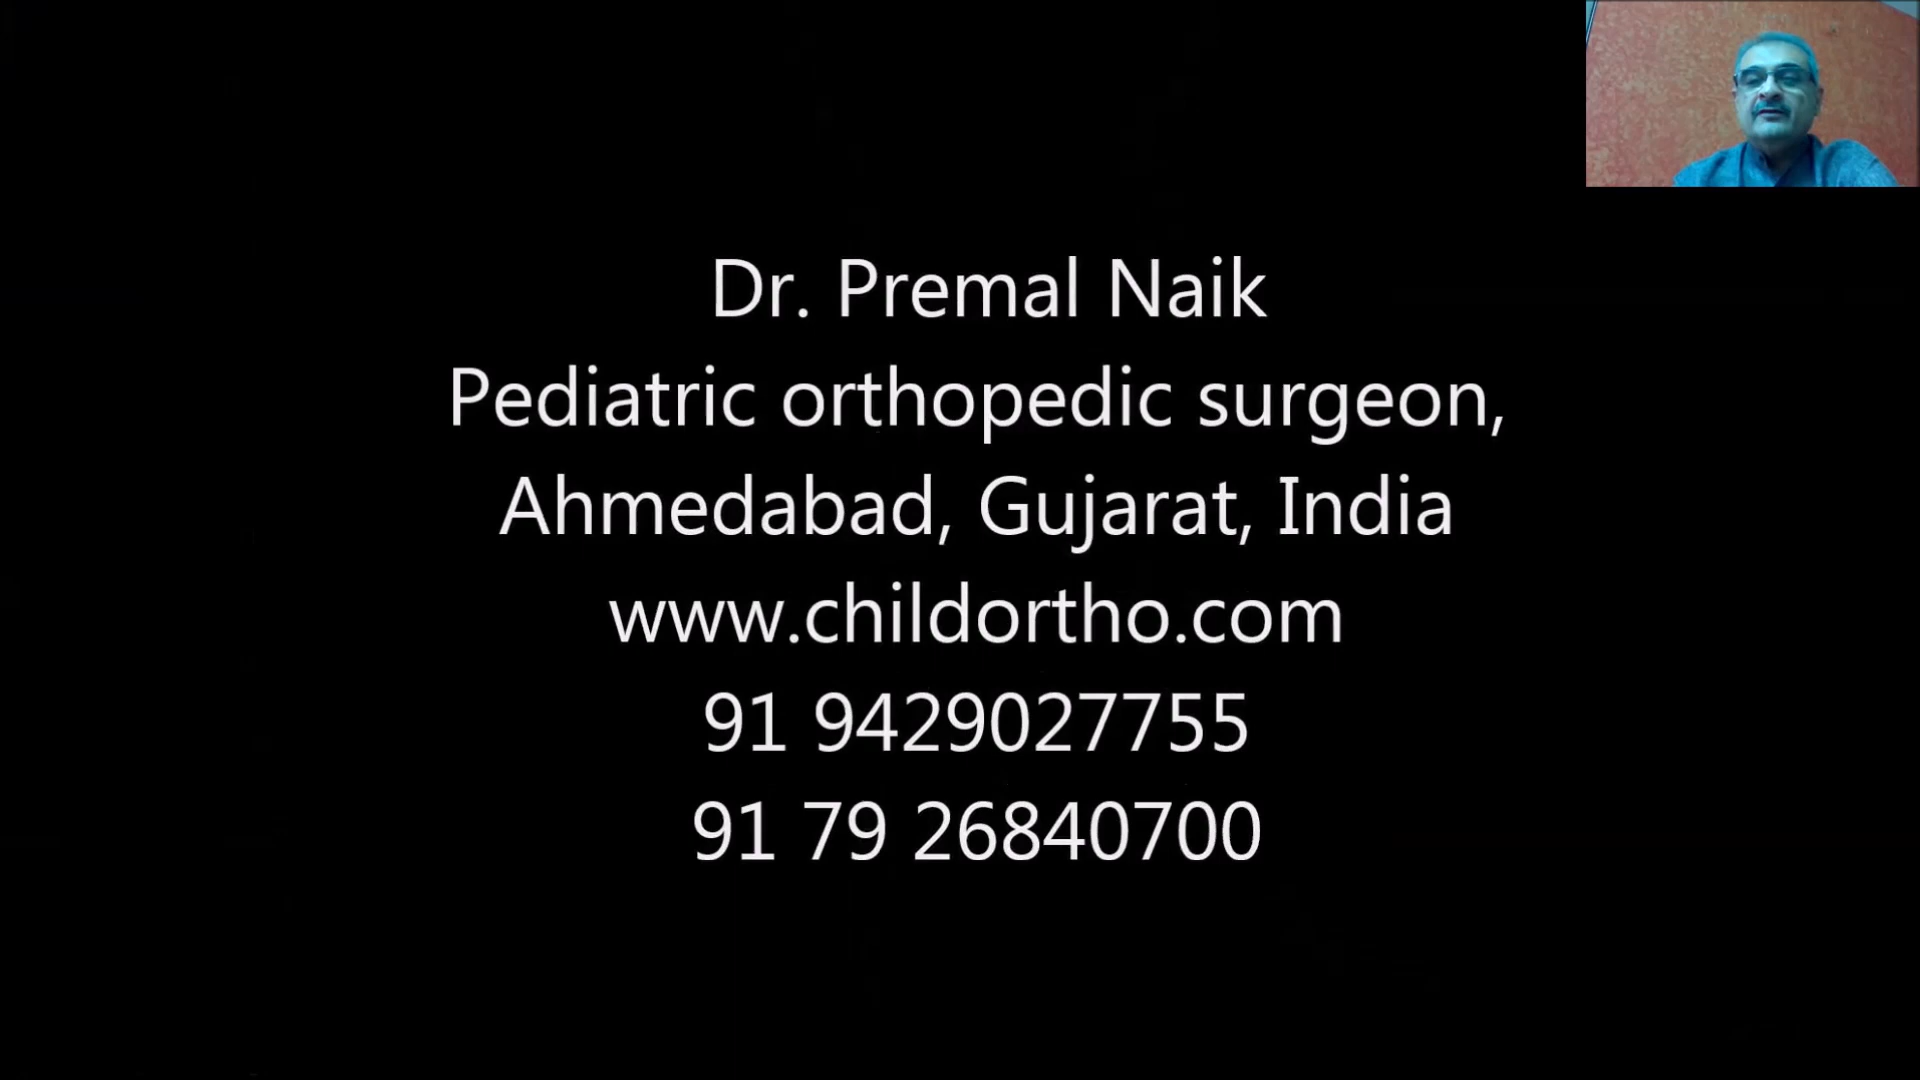 Dr. Premal Naik
Pediatric orthopedic surgeon,
Ahmedabad, Gujarat, India
www.childortho.com
91 9429027755
91 79 26840700